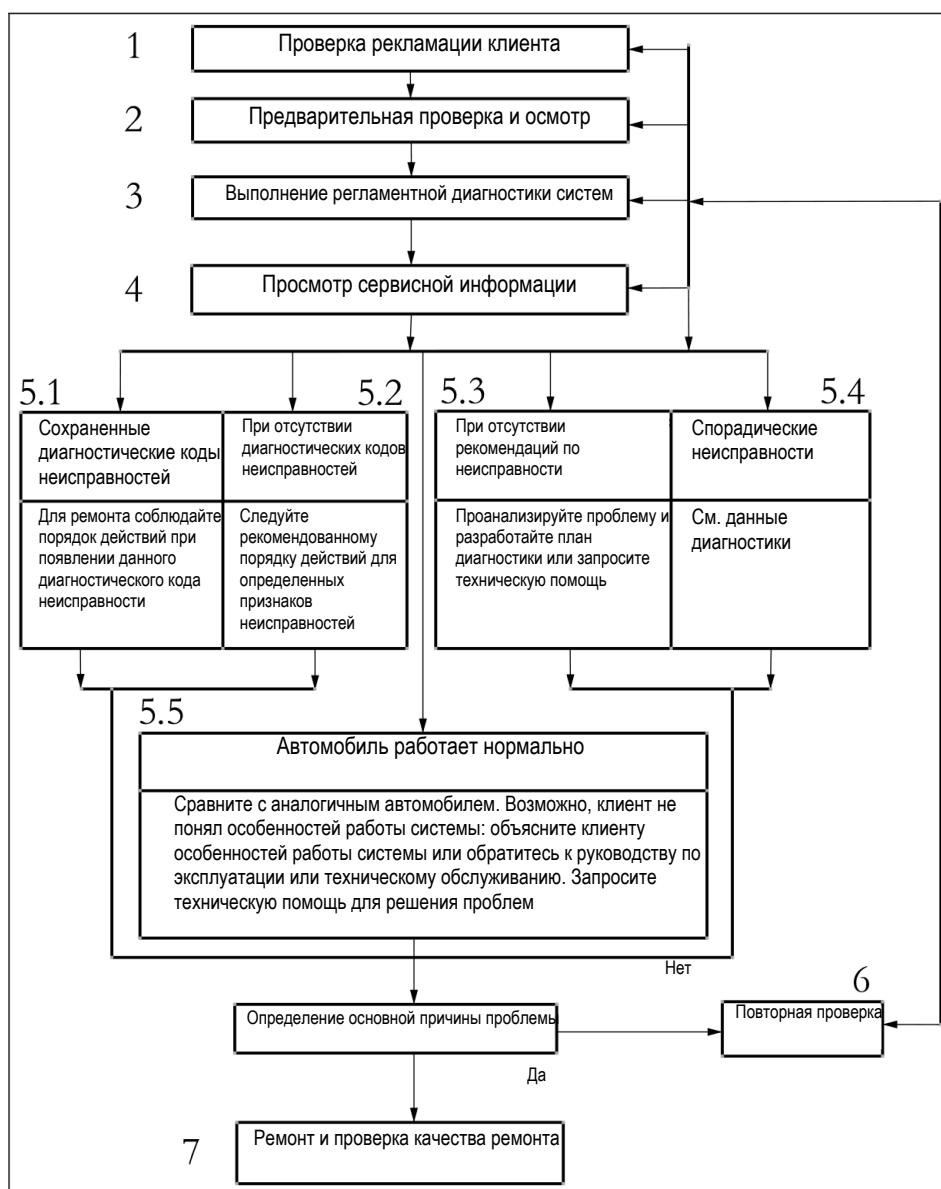 1
Проверка рекламации клиента
2
Предварительная проверка и осмотр
3
Выполнение регламентной диагностики систем
4
Просмотр сервисной информации
5.1
Сохраненные
диагностические коды
неисправностей
Для ремонта соблюдайте
порядок действий при
появлении данного
диагностического кода
неисправности
5.2
При отсутствии
диагностических кодов
неисправностей
Следуйте
рекомендованному
порядку действий для
определенных
признаков
неисправностей
5.3
При отсутствии
рекомендаций по
неисправности
Проанализируйте проблему и
разработайте план
диагностики или запросите
техническую помощь
5.4
Спорадические
неисправности
См. данные
диагностики
5.5
Автомобиль работает нормально
Сравните с аналогичным автомобилем. Возможно, клиент не
понял особенностей работы системы: объясните клиенту
особенностей работы системы или обратитесь к руководству по
эксплуатации или техническому обслуживанию. Запросите
техническую помощь для решения проблем
Нет
6
Определение основной причины проблемы
Повторная проверка
Да
7
Ремонт и проверка качества ремонта